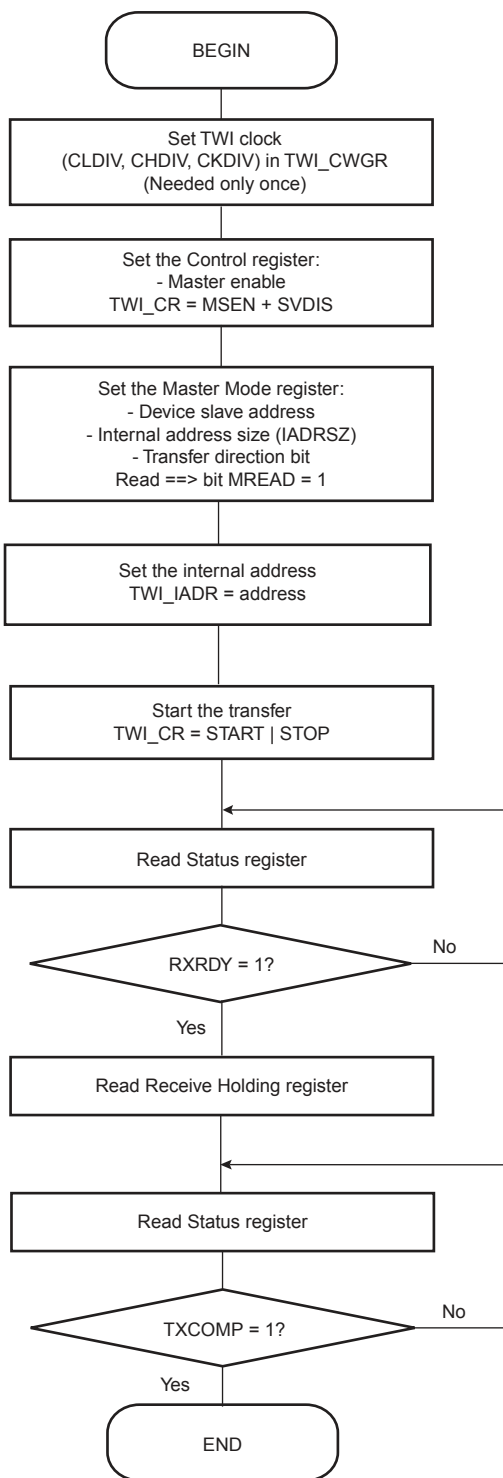 BEGIN
Set TWI clock
(CLDIV, CHDIV, CKDIV) in TWI_CWGR
(Needed only once)
Set the Control register:
- Master enable
TWI_CR = MSEN + SVDIS
Set the Master Mode register:
- Device slave address
- Internal address size (IADRSZ)
- Transfer direction bit
Read ==> bit MREAD = 1
Set the internal address
TWI_IADR = address
Start the transfer
TWI_CR = START | STOP
Read Status register
RXRDY = 1?
No
Yes
Read Receive Holding register
Read Status register
TXCOMP = 1?
No
Yes
END